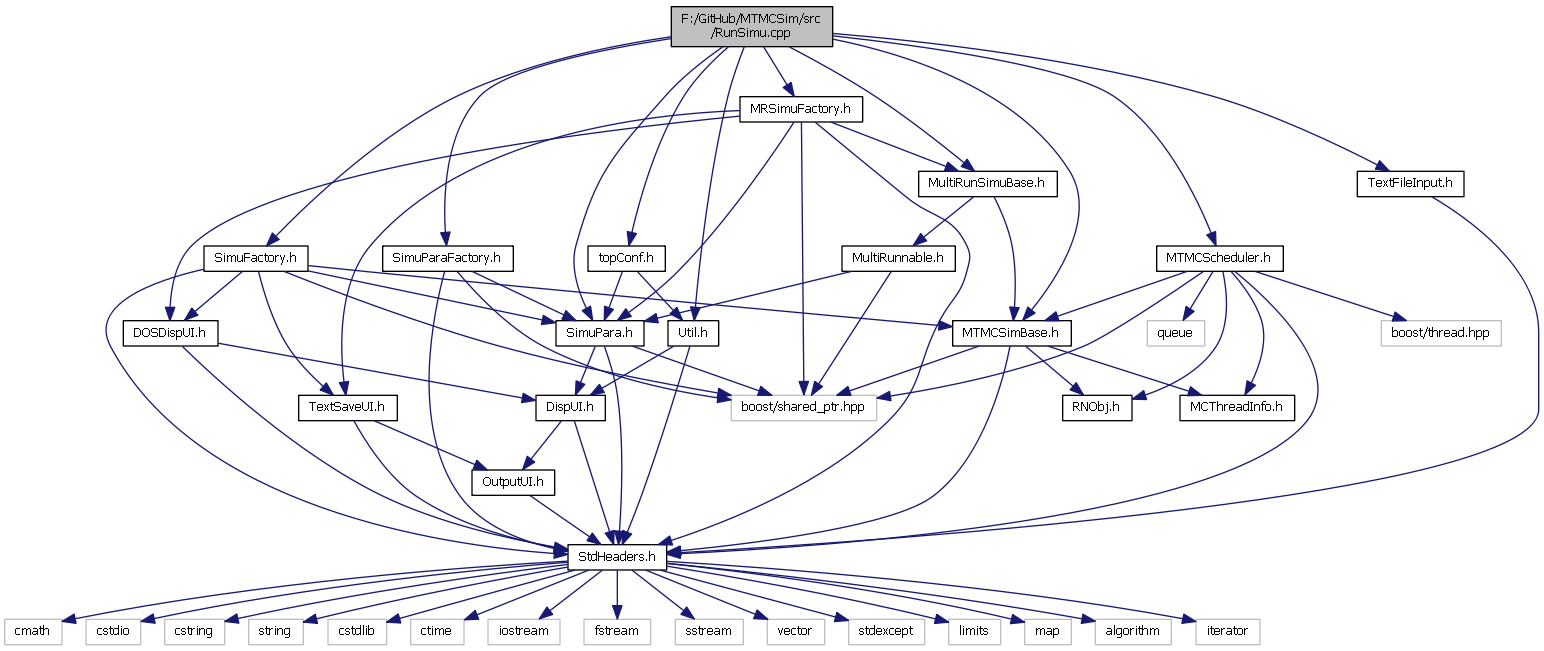 F:/GitHub/MTMCSim/src
/RunSimu.cpp
MRSimuFactory.h
MultiRunSimuBase.h
TextFileInput.h
SimuFactory.h
SimuParaFactory.h
topConf.h
MultiRunnable.h
MTMCScheduler.h
DOSDispUI.h
SimuPara.h
Util.h
MTMCSimBase.h
queue
boost/thread.hpp
TextSaveUI.h
DispUI.h
boost/shared_ptr.hpp
RNObj.h
MCThreadInfo.h
OutputUI.h
StdHeaders.h
cmath
cstdio
cstring
string
cstdlib
ctime
iostream
fstream
sstream
vector
stdexcept
limits
map
algorithm
iterator